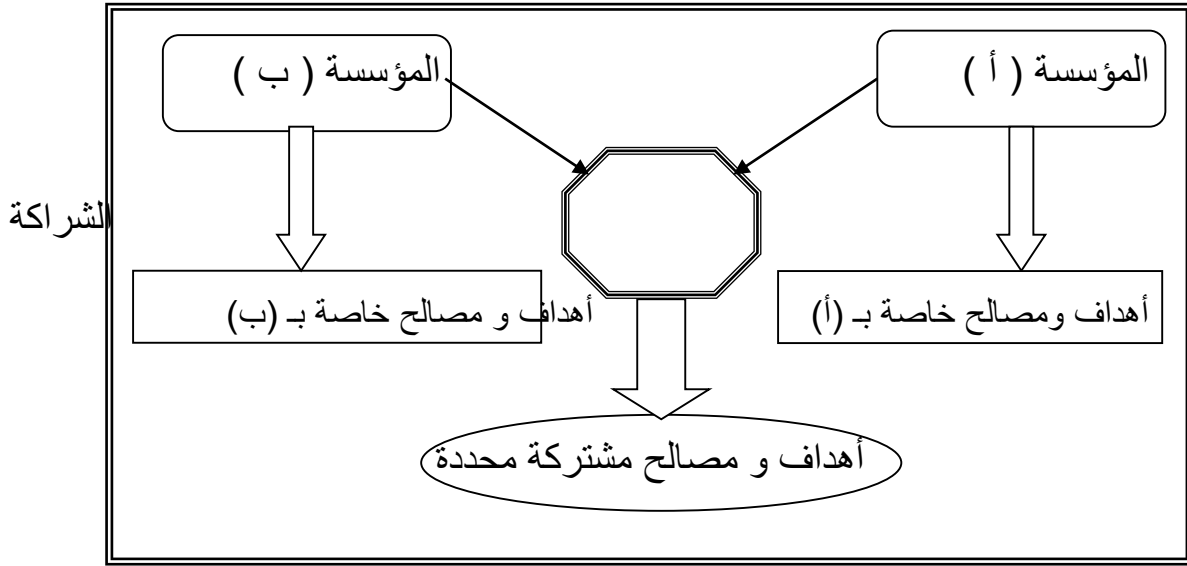 المؤسسة ( أ )
المؤسسة ( ب )
الشراكة
أهداف ومصالح خاصة بـ (أ)
أهداف و مصالح خاصة بـ (ب)
أهداف و مصالح مشتركة محددة